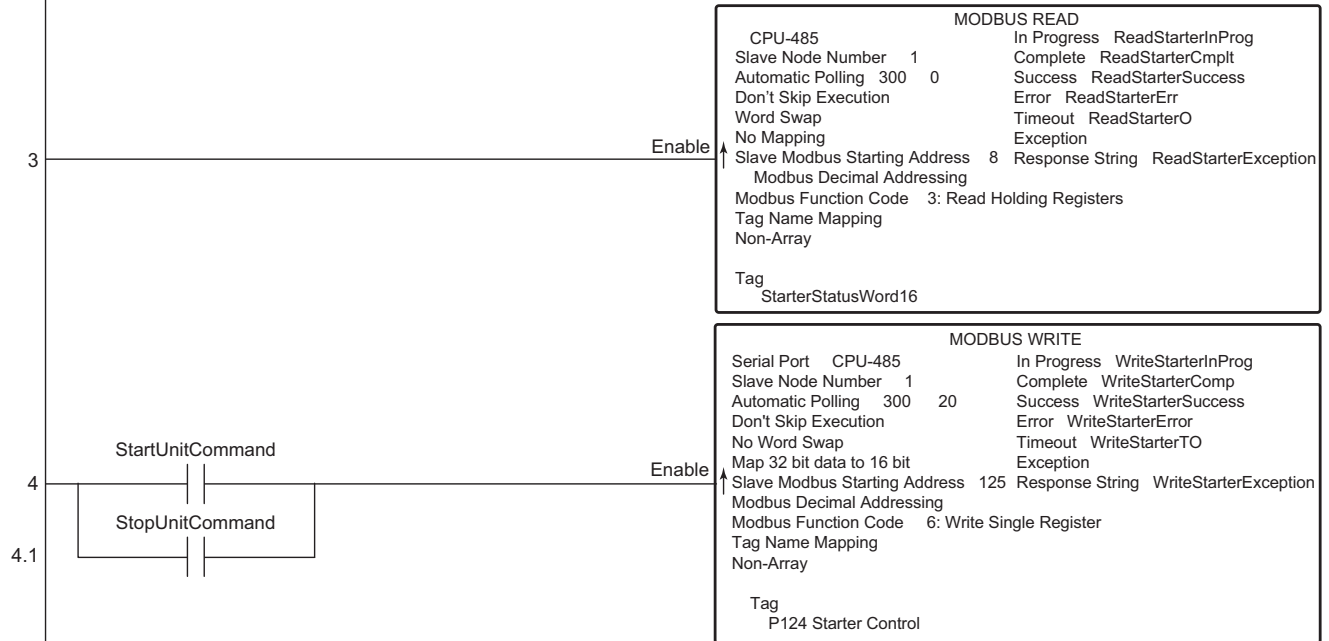 MODBUS READ
CPU-485 In Progress ReadStarterInProg
Slave Node Number 1 Complete ReadStarterCmplt
Automatic Polling 300 0 Success ReadStarterSuccess
Don't Skip Execution Error ReadStarterErr
Word Swap Timeout ReadStarterO
Enable No Mapping Exception
3 Slave Modbus Starting Address 8 Response String ReadStarterException
Modbus Decimal Addressing
Modbus Function Code 3: Read Holding Registers
Tag Name Mapping
Non-Array
Tag
StarterStatusWord16
MODBUS WRITE
Serial Port CPU-485 In Progress WriteStarterInProg
Slave Node Number 1 Complete WriteStarterComp
Automatic Polling 300 20 Success WriteStarterSuccess
Don't Skip Execution Error WriteStarterError
StartUnitCommand No Word Swap Timeout WriteStarterTO
Enable Map 32 bit data to 16 bit Exception
4 Slave Modbus Starting Address 125 Response String WriteStarterException
Modbus Decimal Addressing
StopUnitCommand Modbus Function Code 6: Write Single Register
Tag Name Mapping
4.1 Non-Array
Tag
P124 Starter Control